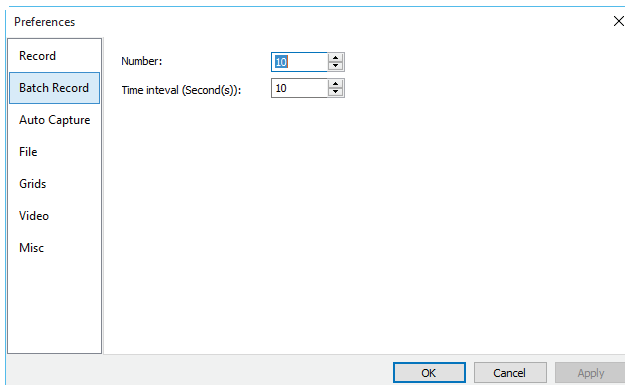 Preferences
Record
Batch Record
Auto Capture
File
Grids
Video
Misc
Number: 10
Time inteval (Second(s)): 10
OK Cancel Apply